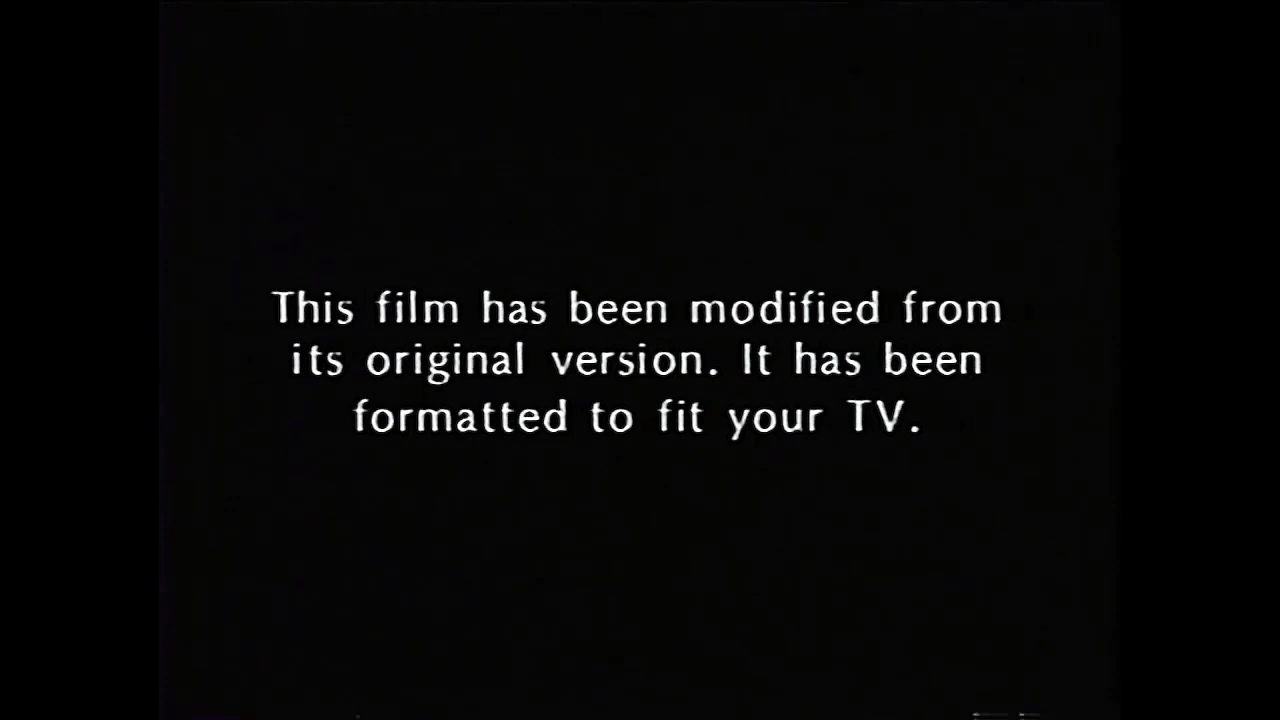 This film has been modified from
its original version. It has been
formatted to fit your TV.